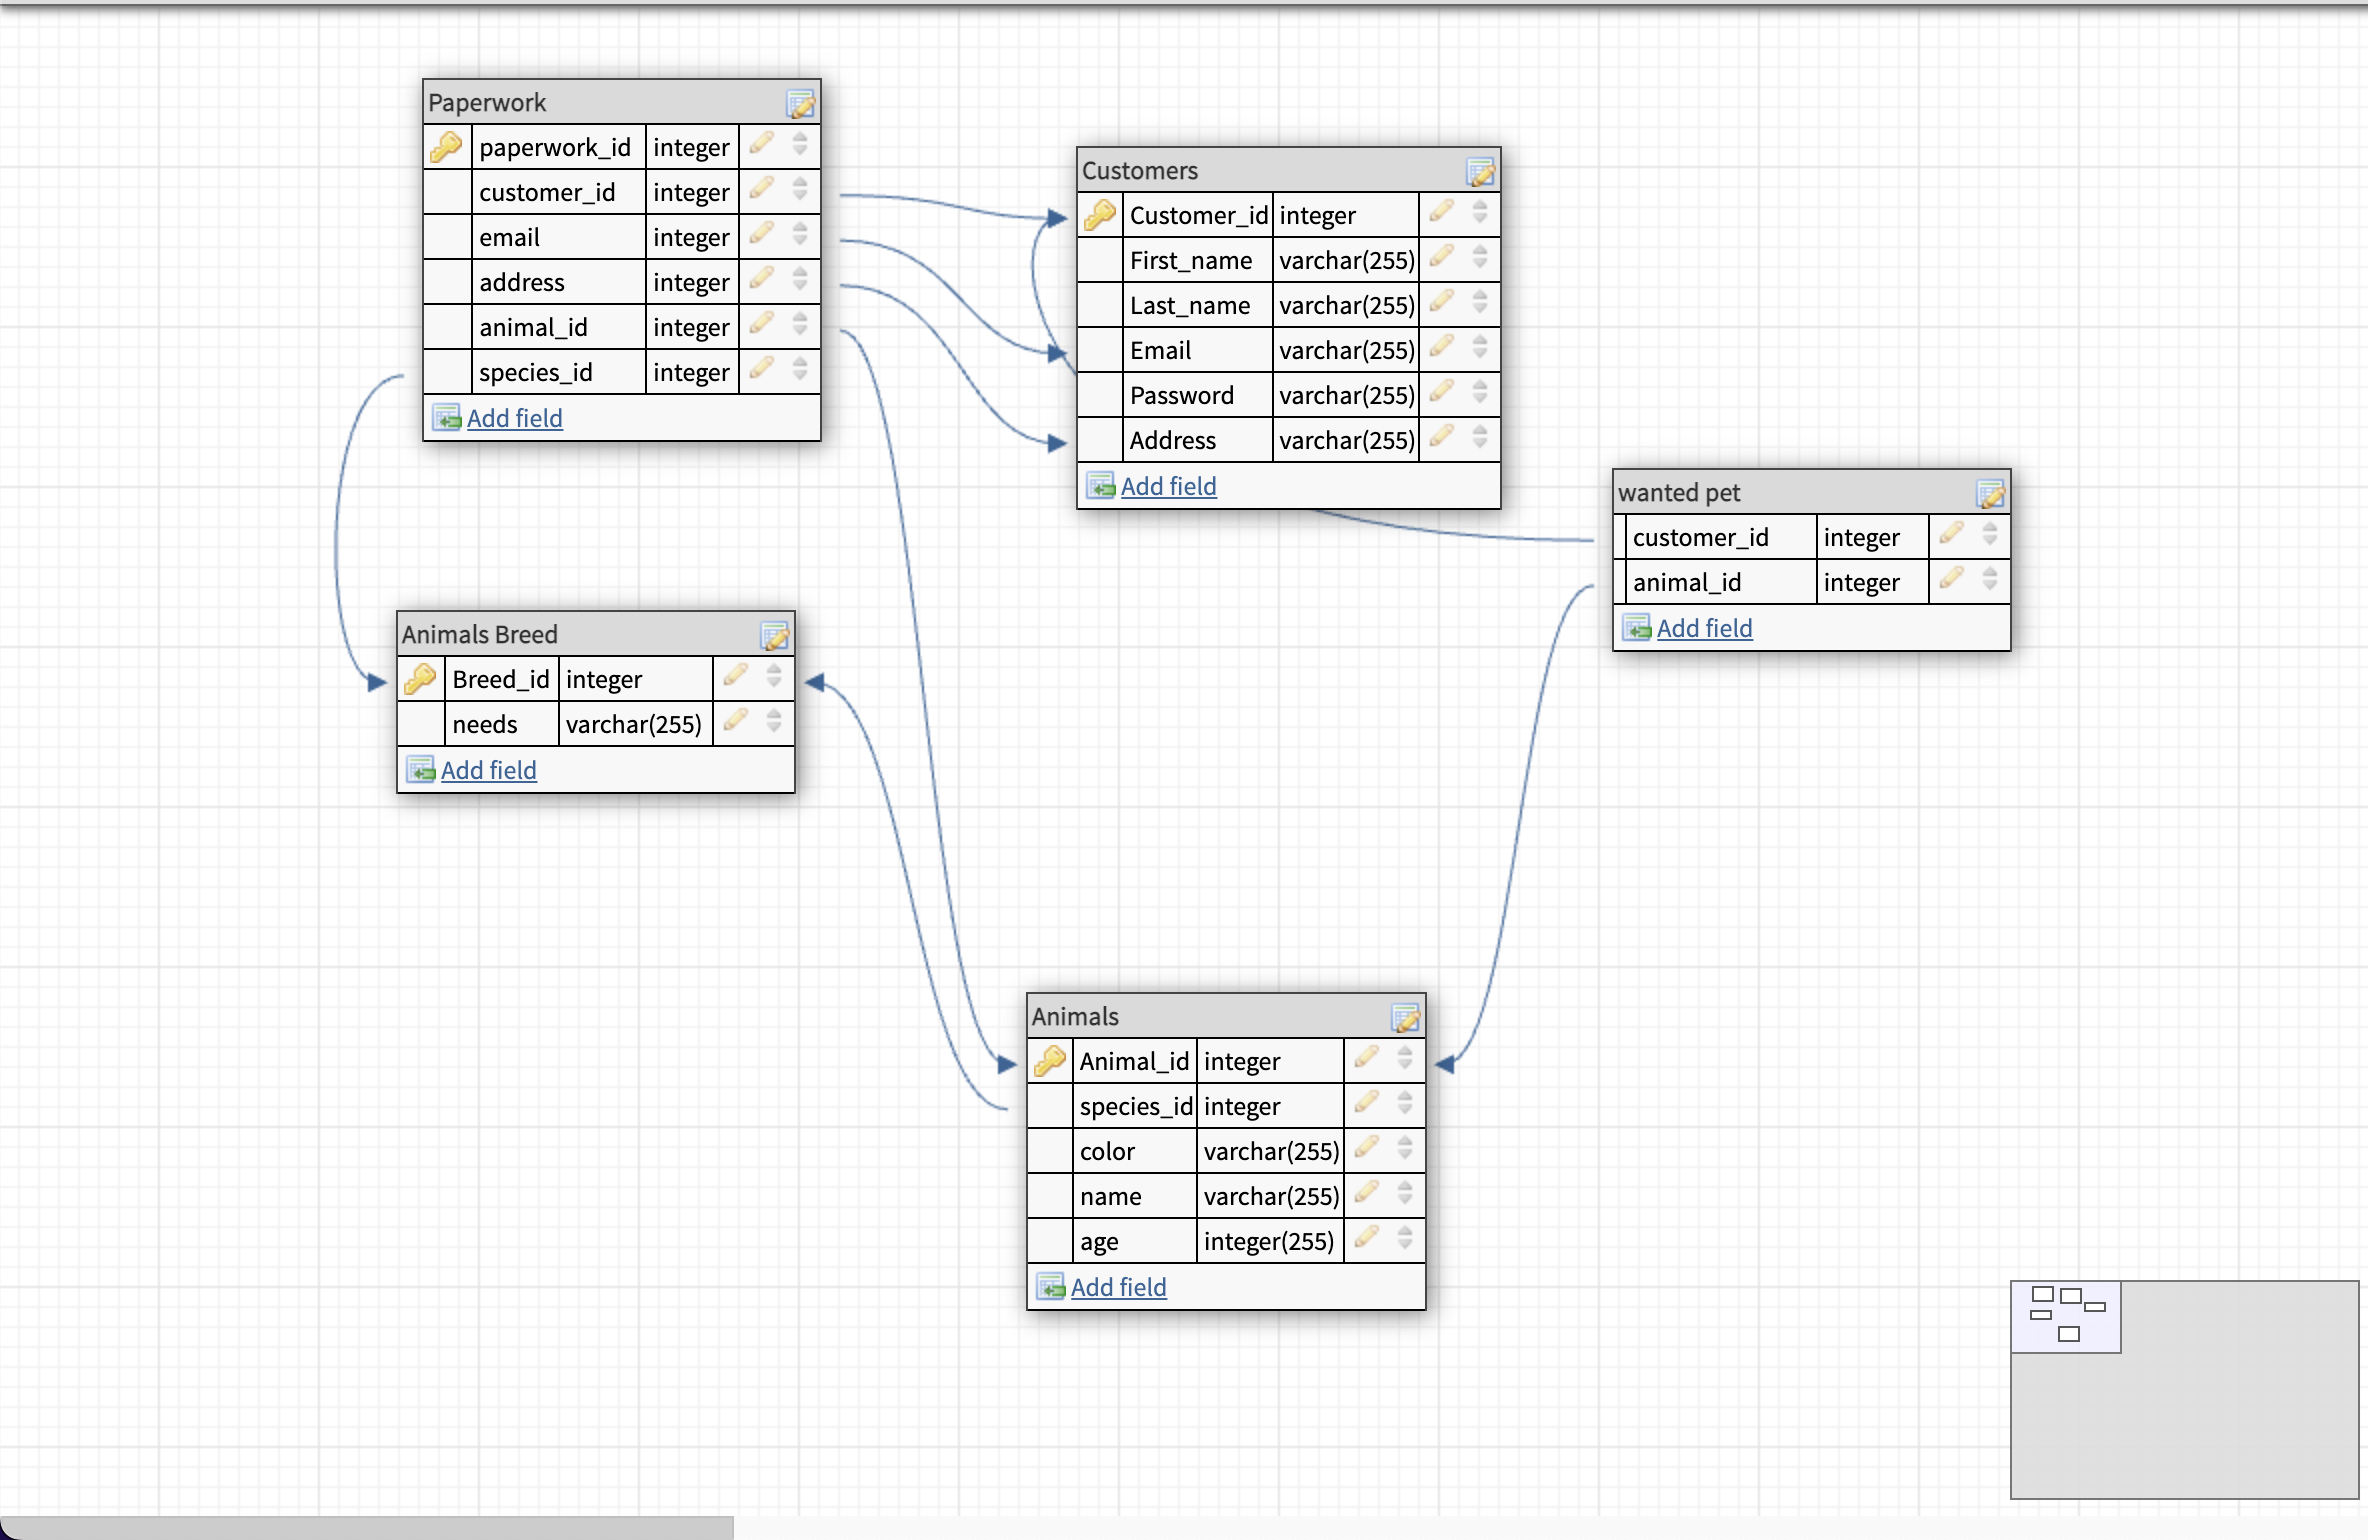 Paperwork
paperwork_id integer
customer_id integer
email integer
address integer
animal_id integer
species_id integer
Add field
Customers
Customer_id integer
First_name varchar(255)
Last_name varchar(255)
Email varchar(255)
Password varchar(255)
Address varchar(255)
Add field
wanted pet
customer_id integer
animal_id integer
Add field
Animals Breed
Breed_id integer
needs varchar(255)
Add field
Animals
Animal_id integer
species_id integer
color varchar(255)
name varchar(255)
age integer(255)
Add field